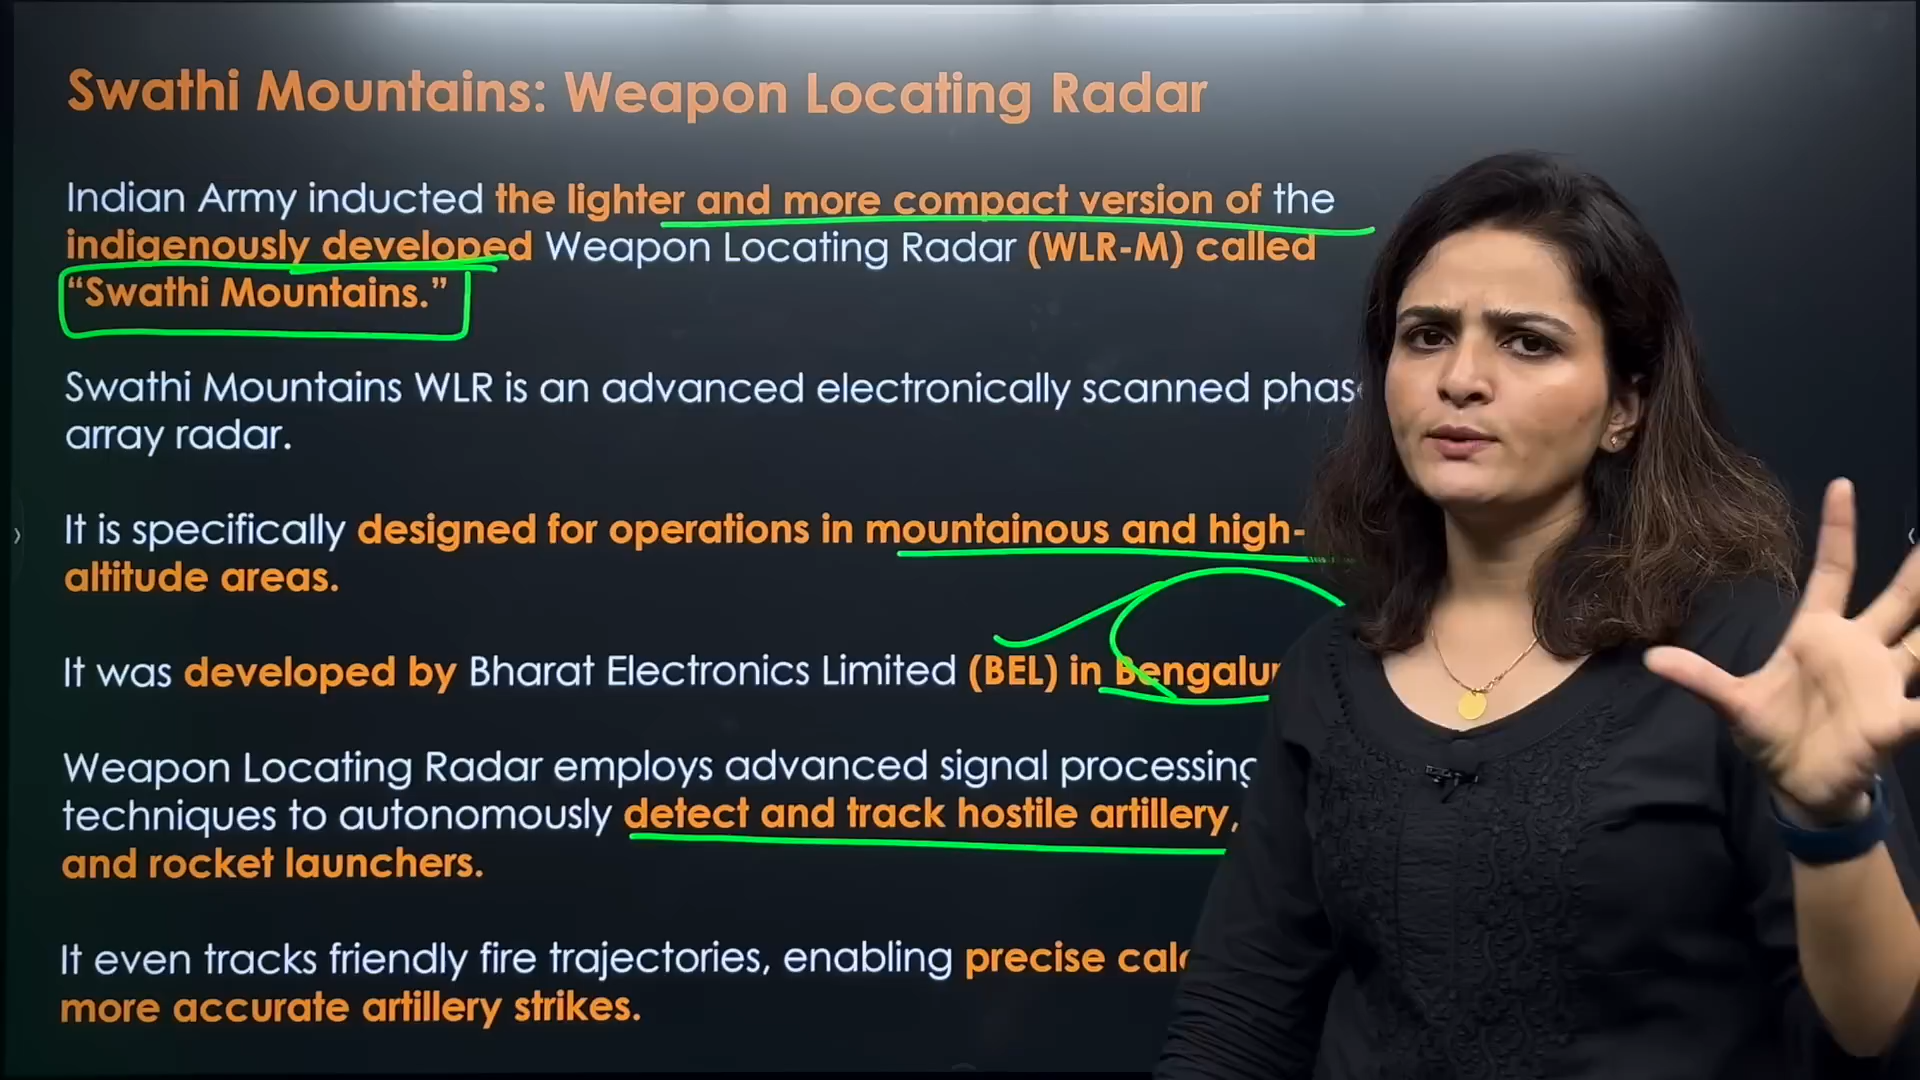 Swathi Mountains: Weapon Locating Radar
Indian Army inducted the lighter and more compact version of the
indigenously developed Weapon Locating Radar (WLR-M) called
“Swathi Mountains.”
Swathi Mountains WLR is an advanced electronically scanned
array radar.
It is specifically designed for operations in mountainous and high-
altitude areas.
It was developed by Bharat Electronics Limited (BEL) in
Weapon Locating Radar employs advanced signal processing
techniques to autonomously detect and track hostile artillery,
and rocket launchers.
It even tracks friendly fire trajectories, enabling precise
more accurate artillery strikes.